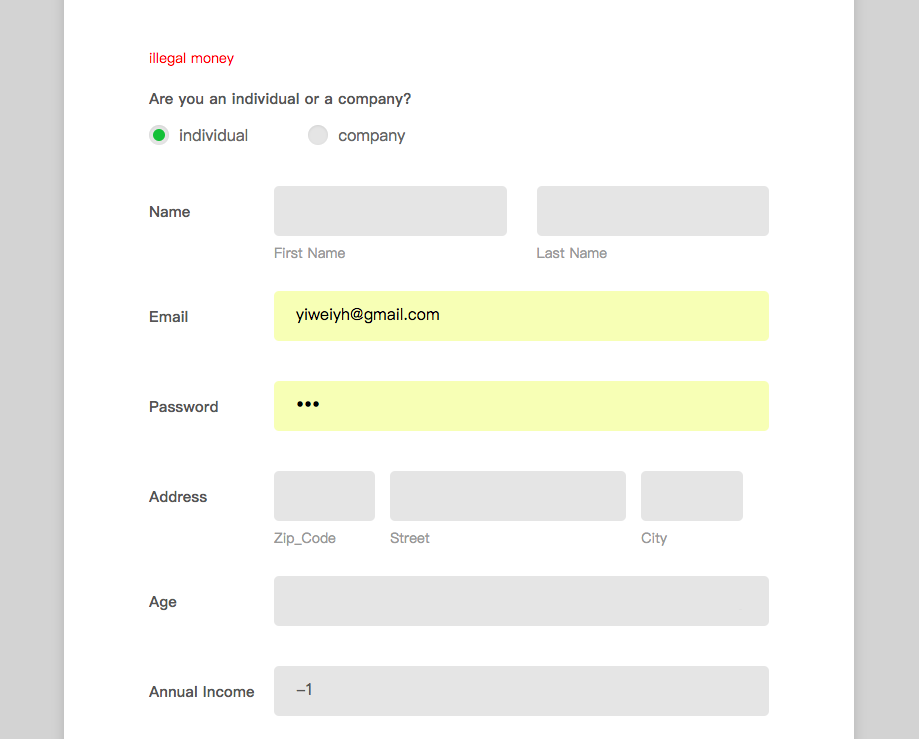 illegal money
Are you an individual or a company?
individual company
Name
First Name Last Name
Email yiweiyh@gmail.com
Password •••
Address
Zip_Code Street City
Age
Annual Income –1